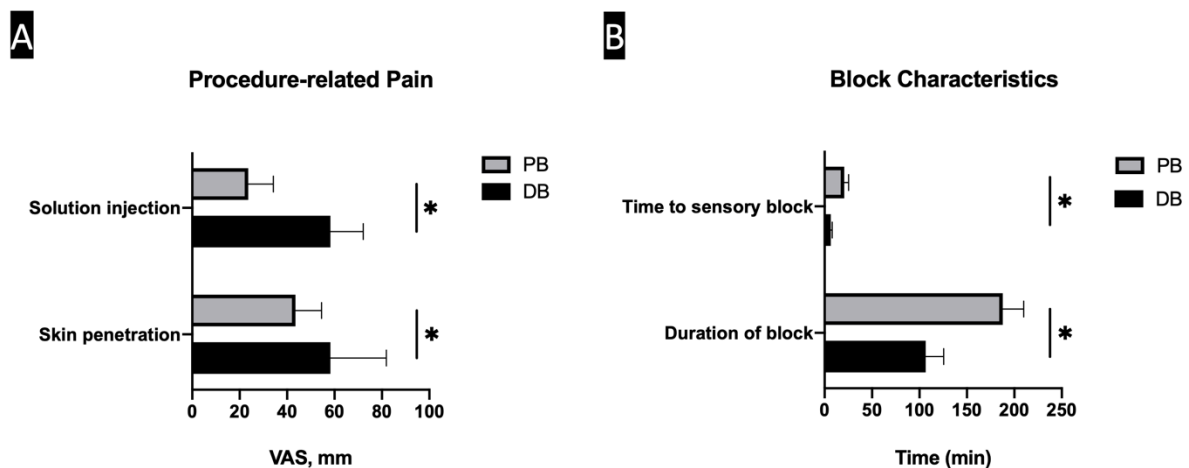 A
Procedure-related Pain
PB
DB
Solution injection
*
Skin penetration
*
0 20 40 60 80 100
VAS, mm
B
Block Characteristics
PB
DB
Time to sensory block
*
Duration of block
*
0 50 100 150 200 250
Time (min)